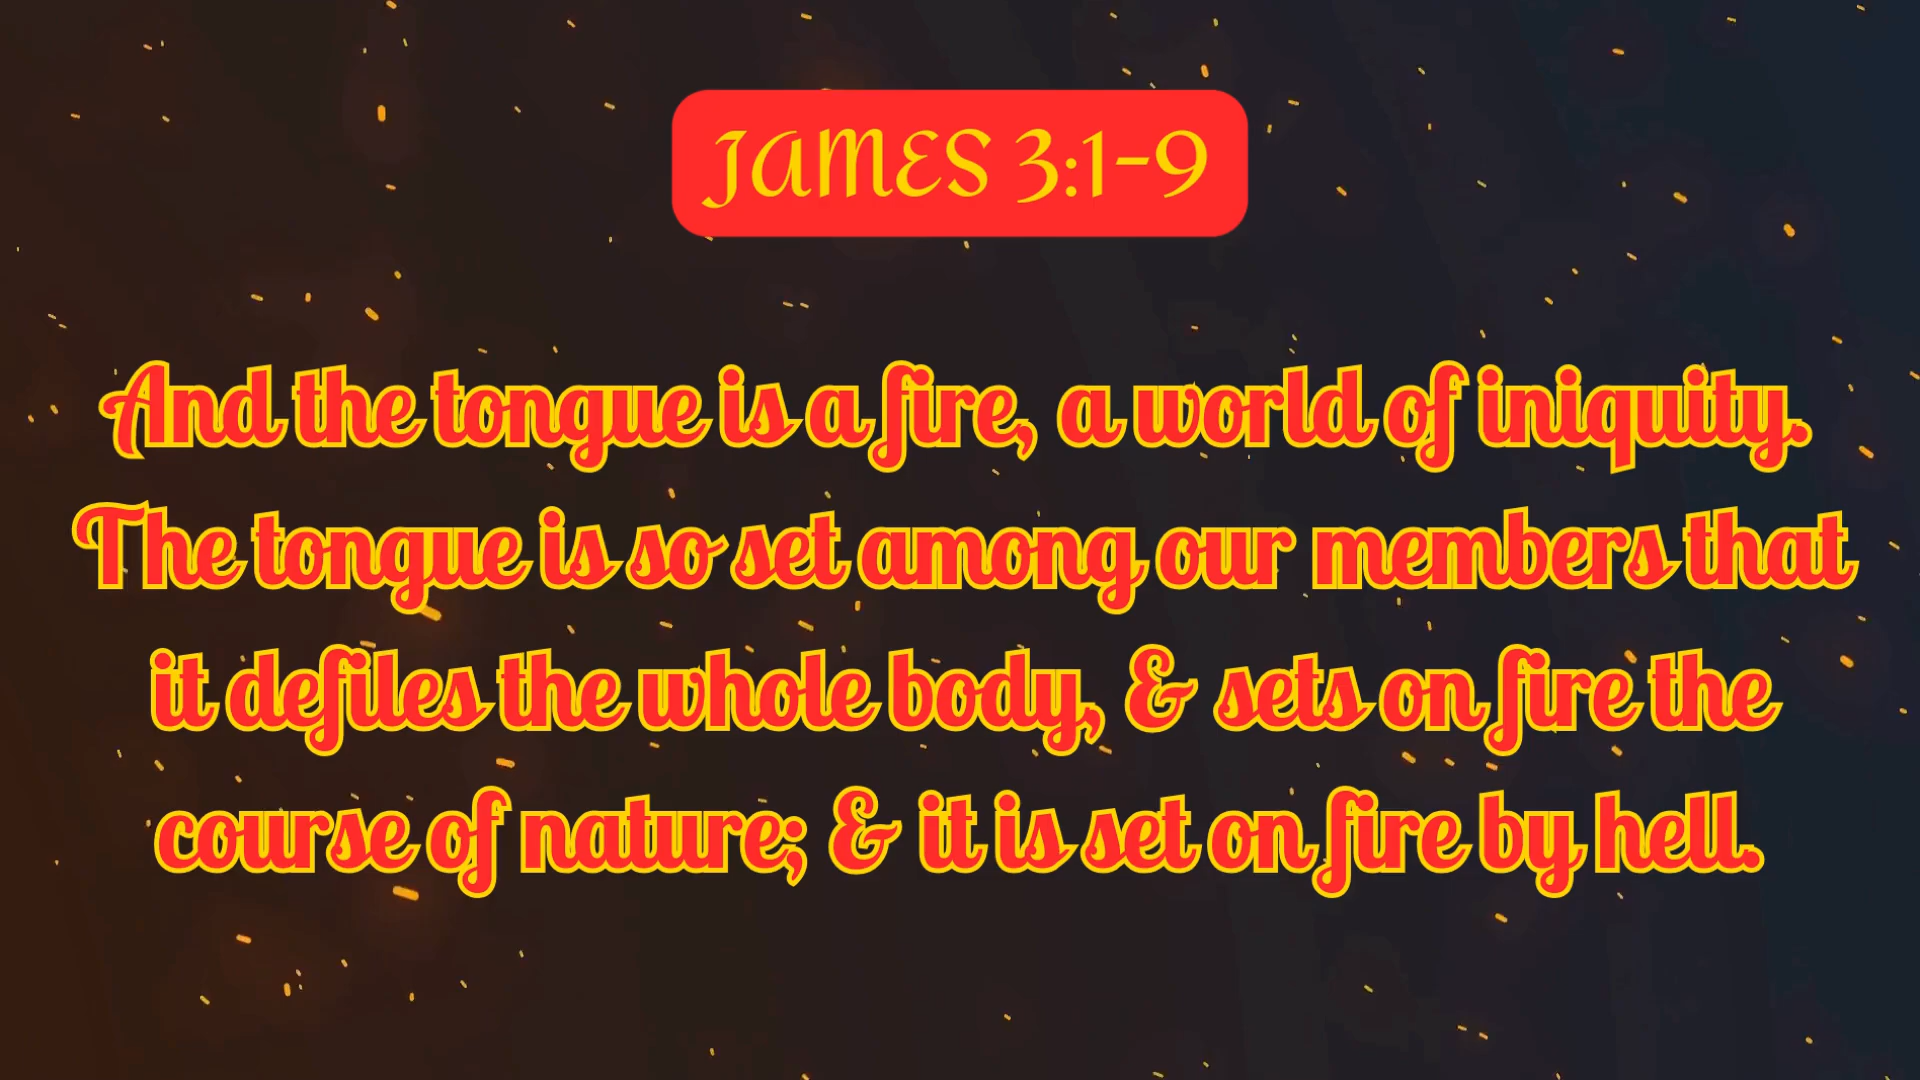 JAMES 3:1-9
And the tongue is a fire, a world of iniquity.
The tongue is so set among our members that
it defiles the whole body, & sets on fire the
course of nature; & it is set on fire by hell.